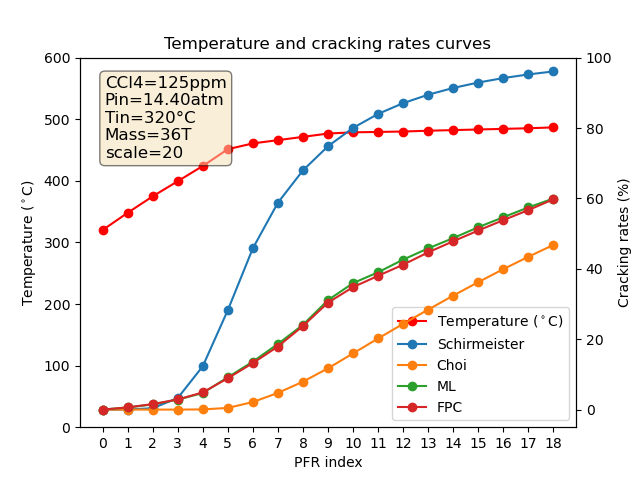 Temperature and cracking rates curves
CCl4=125ppm
Pin=14.40atm
Tin=320°C
Mass=36T
scale=20
Temperature (°C)
600
500
400
300
200
100
0
Cracking rates (%)
100
80
60
40
20
0
Temperature (°C)
Schirmeister
Choi
ML
FPC
0 1 2 3 4 5 6 7 8 9 10 11 12 13 14 15 16 17 18
PFR index